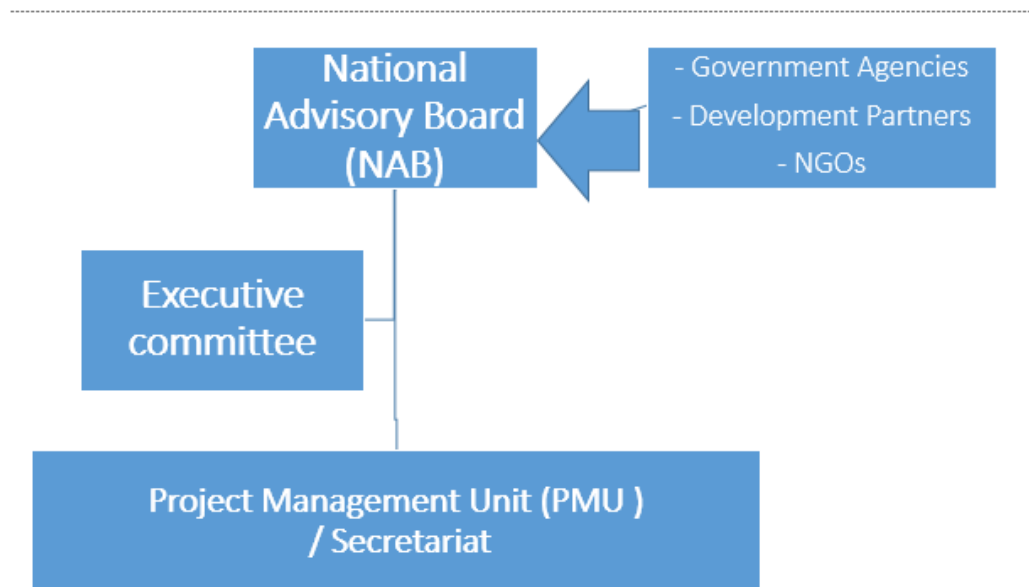 National
Advisory Board
(NAB)
- Government Agencies
- Development Partners
- NGOs
Executive
committee
Project Management Unit (PMU )
/ Secretariat